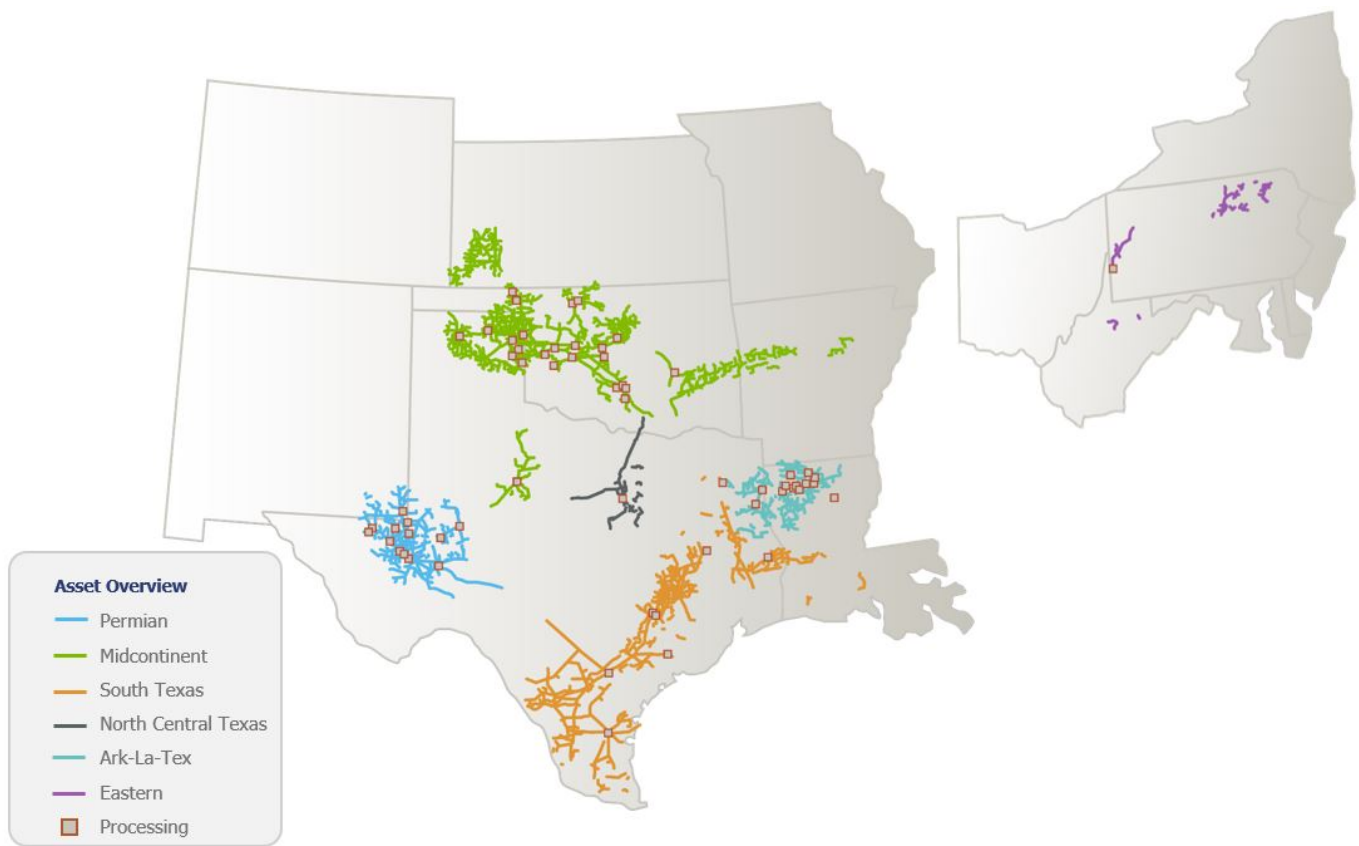 Asset Overview
Permian
Midcontinent
South Texas
North Central Texas
Ark-La-Tex
Eastern
Processing